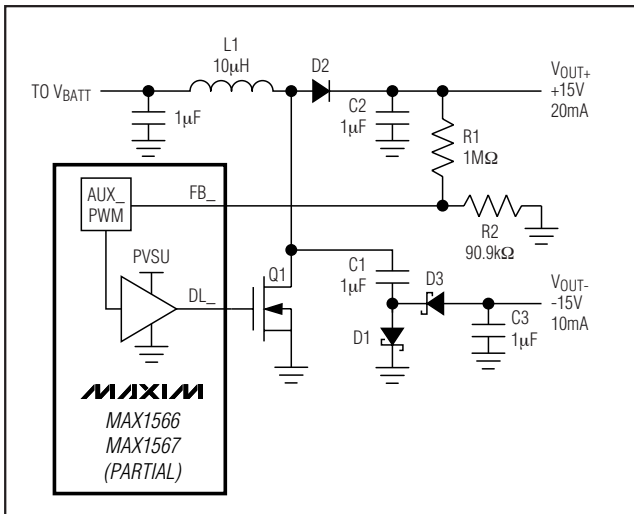 L1
10µH
D2
TO VBATT
1µF
C2
1µF
VOUT+
+15V
20mA
R1
1MΩ
AUX_
PWM
FB_
R2
90.9kΩ
PVSU
DL_
Q1
C1
1µF
D3
VOUT-
-15V
10mA
D1
C3
1µF
MAXIM
MAX1566
MAX1567
(PARTIAL)